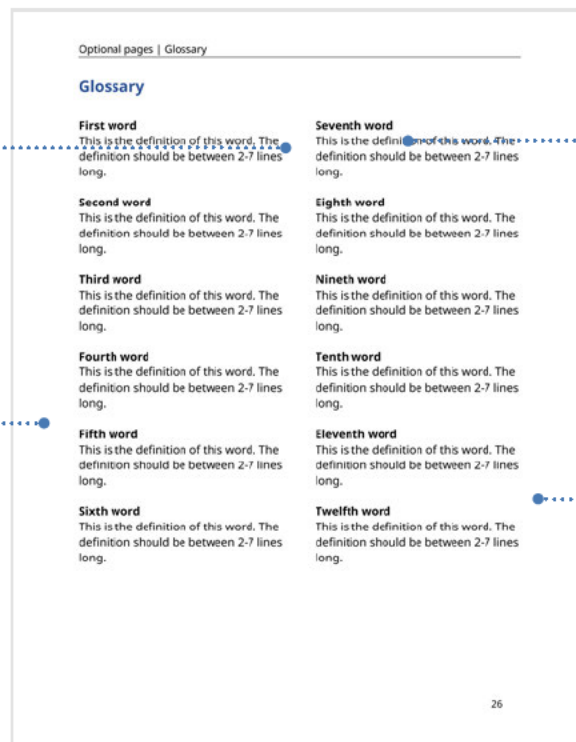 Optional pages | Glossary
Glossary
First word
This is the definition of this word. The
definition should be between 2-7 lines
long.
Second word
This is the definition of this word. The
definition should be between 2-7 lines
long.
Third word
This is the definition of this word. The
definition should be between 2-7 lines
long.
Fourth word
This is the definition of this word. The
definition should be between 2-7 lines
long.
Fifth word
This is the definition of this word. The
definition should be between 2-7 lines
long.
Sixth word
This is the definition of this word. The
definition should be between 2-7 lines
long.
Seventh word
This is the definition of this word. The
definition should be between 2-7 lines
long.
Eighth word
This is the definition of this word. The
definition should be between 2-7 lines
long.
Nineth word
This is the definition of this word. The
definition should be between 2-7 lines
long.
Tenth word
This is the definition of this word. The
definition should be between 2-7 lines
long.
Eleventh word
This is the definition of this word. The
definition should be between 2-7 lines
long.
Twelfth word
This is the definition of this word. The
definition should be between 2-7 lines
long.
26